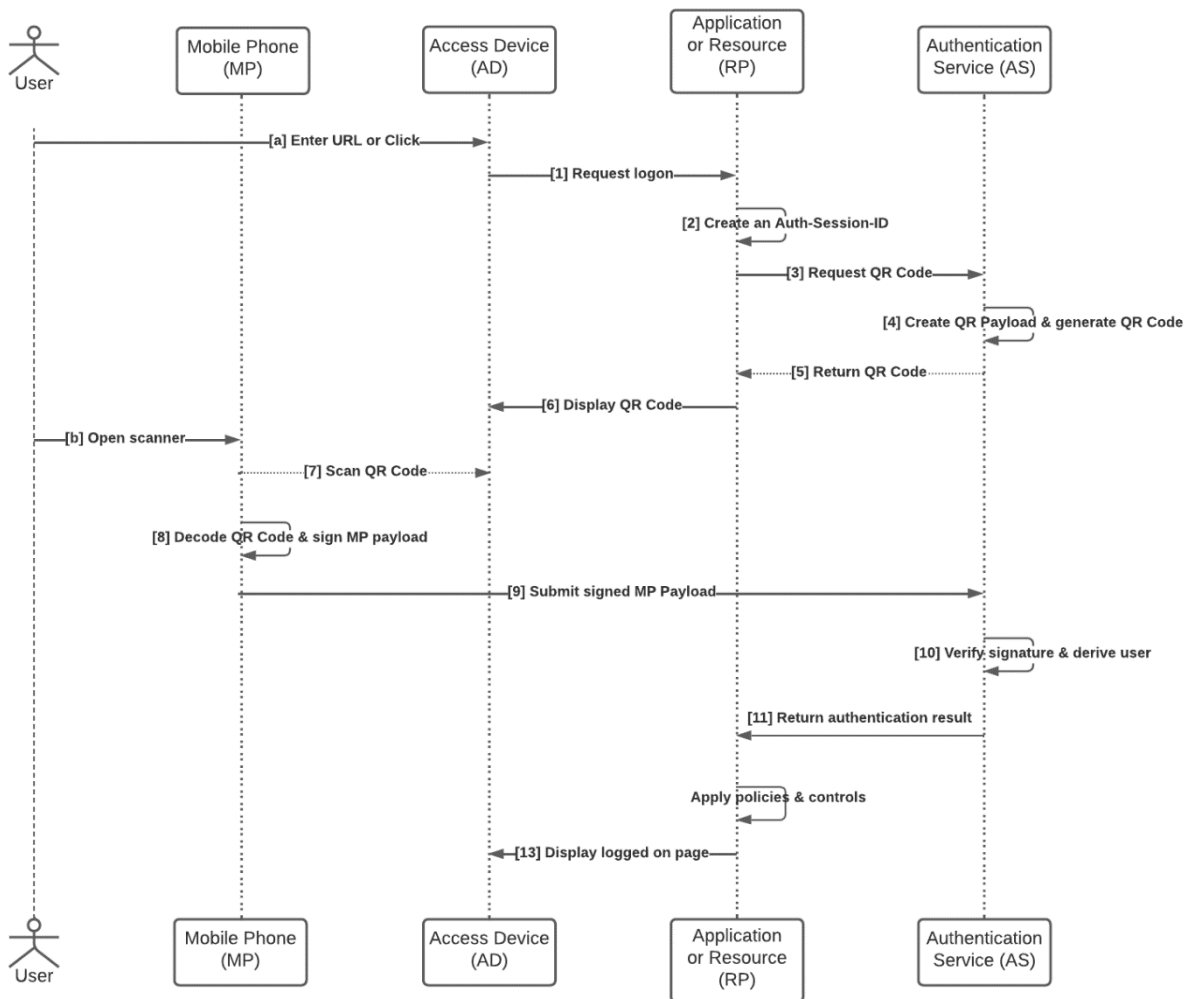 User
Mobile Phone
(MP)
Access Device
(AD)
Application
or Resource
(RP)
Authentication
Service (AS)
[a] Enter URL or Click
[1] Request logon
[2] Create an Auth-Session-ID
[3] Request QR Code
[4] Create QR Payload & generate QR Code
[5] Return QR Code
[6] Display QR Code
[b] Open scanner
[7] Scan QR Code
[8] Decode QR Code & sign MP payload
[9] Submit signed MP Payload
[10] Verify signature & derive user
[11] Return authentication result
Apply policies & controls
[13] Display logged on page
User
Mobile Phone
(MP)
Access Device
(AD)
Application
or Resource
(RP)
Authentication
Service (AS)